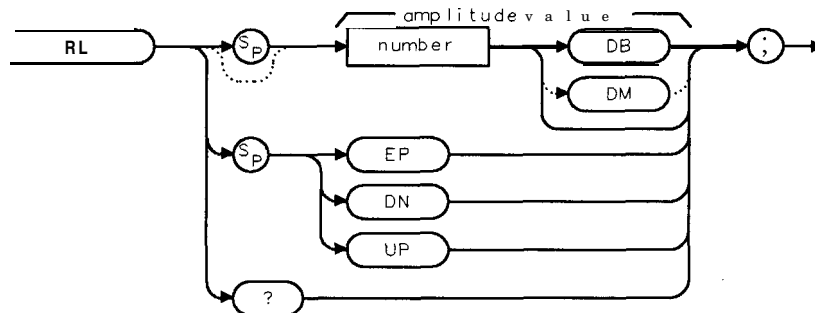 amplitude value
RL
SP
number
DB
;
DM
SP
EP
DN
UP
?